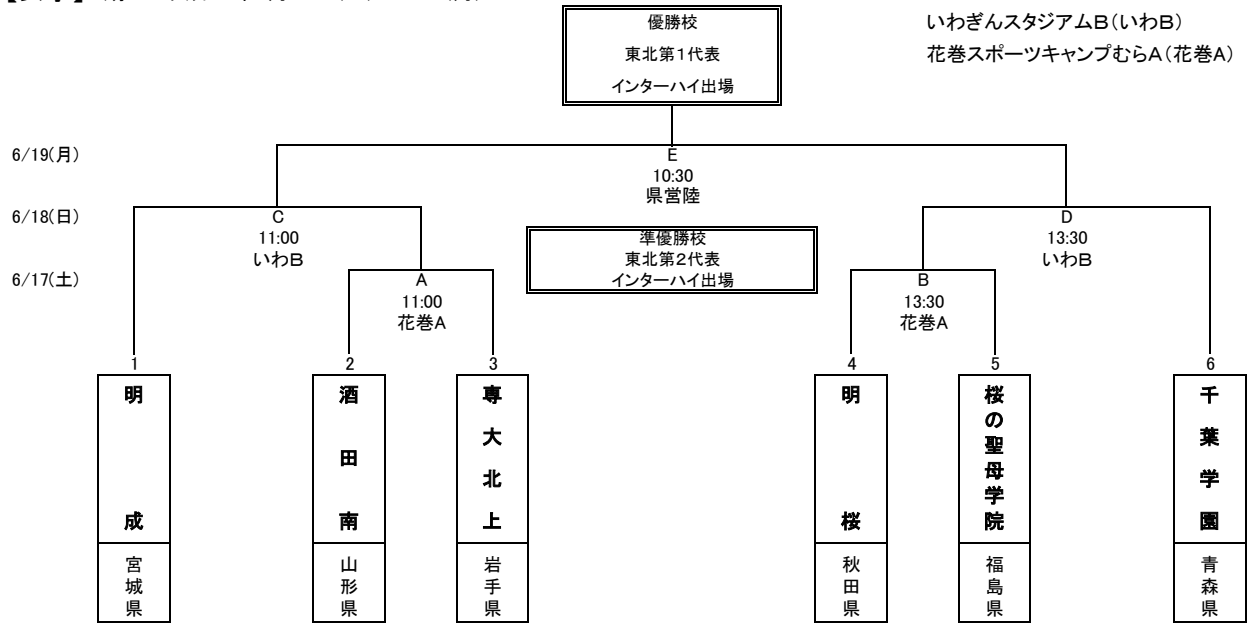 優勝校
東北第1代表
インターハイ出場
いわぎんスタジアムB(いわB)
花巻スポーツキャンプむらA(花巻A)
6/19(月)
E
10:30
県営陸
6/18(日)
C
11:00
いわB
D
13:30
いわB
準優勝校
東北第2代表
インターハイ出場
6/17(土)
A
11:00
花巻A
B
13:30
花巻A
1
2
3
4
5
6
明成
酒田南
専大北上
明桜
桜の聖母学院
千葉学園
宮城県
山形県
岩手県
秋田県
福島県
青森県